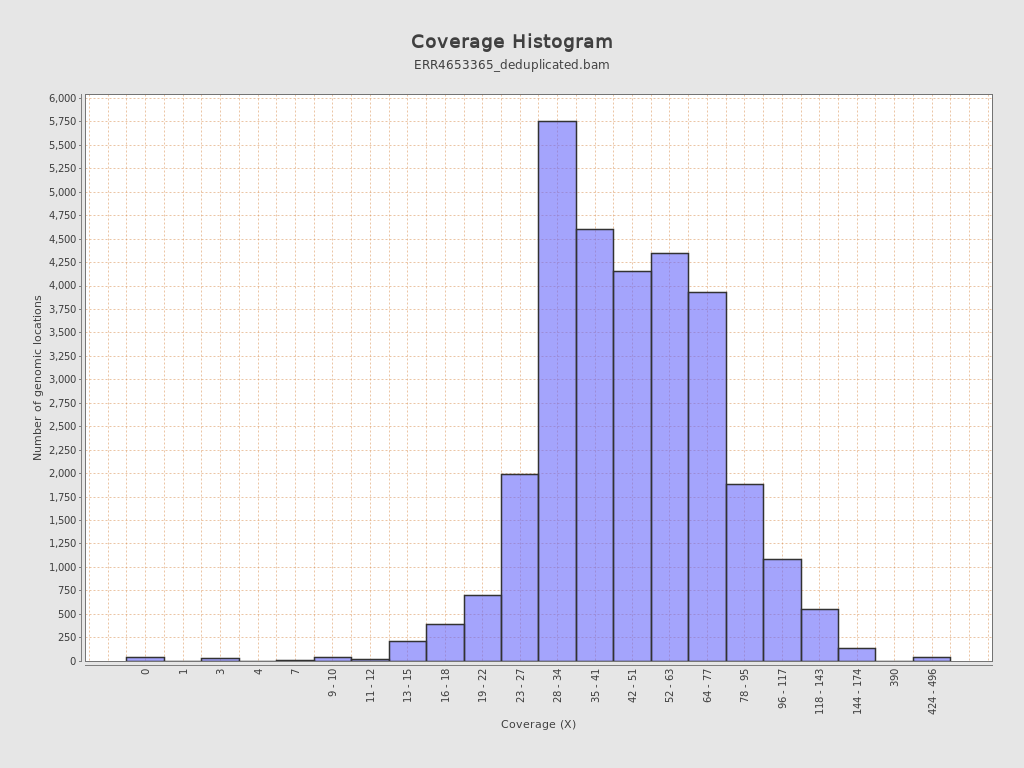 Coverage Histogram
ERR4653365_deduplicated.bam
Number of genomic locations
6,000
5,750
5,500
5,250
5,000
4,750
4,500
4,250
4,000
3,750
3,500
3,250
3,000
2,750
2,500
2,250
2,000
1,750
1,500
1,250
1,000
750
500
250
0
0
1
3
4
7
9 - 10
11 - 12
13 - 15
16 - 18
19 - 22
23 - 27
28 - 34
35 - 41
42 - 51
52 - 63
64 - 77
78 - 95
96 - 117
118 - 143
144 - 174
390
424 - 496
Coverage (X)